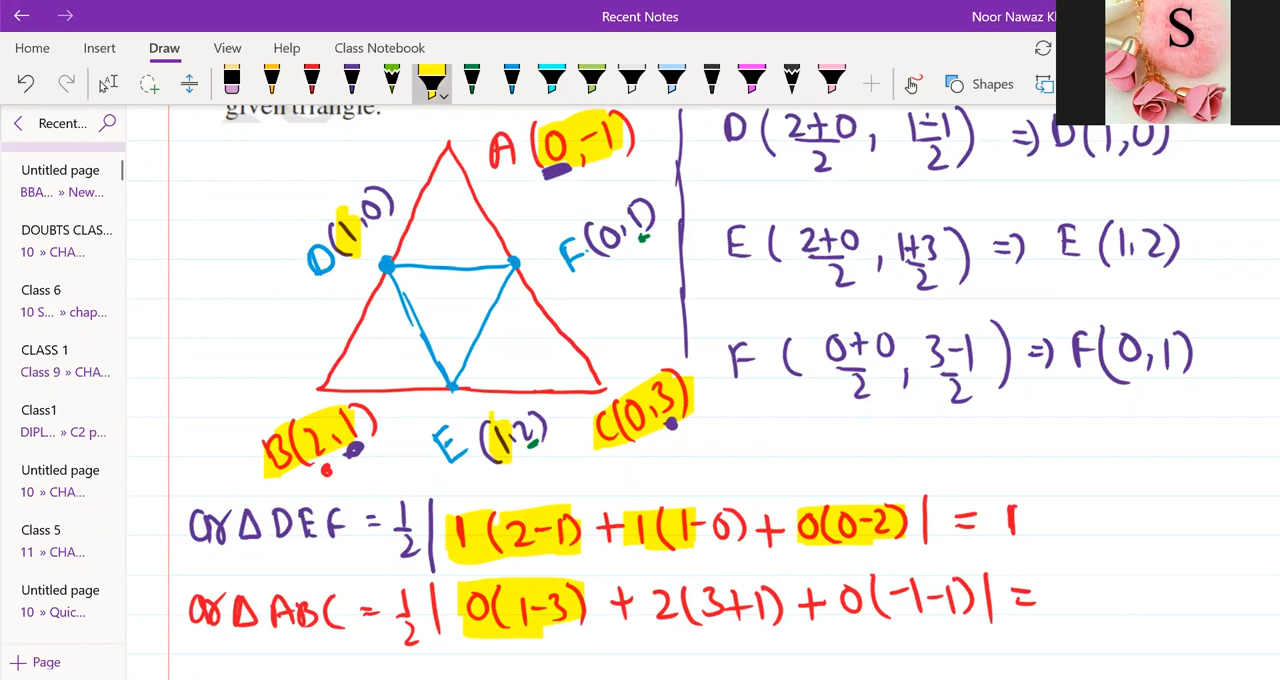 Recent Notes
Noor Nawaz Kh
S
Home Insert Draw View Help Class Notebook
Shapes
Recent...
given triangle.
Untitled page
BBA... » New...
DOUBTS CLAS...
10 » CHA...
Class 6
10 S... » chap...
CLASS 1
Class 9 » CHA...
Class1
DIPL... » C2 p...
Untitled page
10 » CHA...
Class 5
11 » CHA...
Untitled page
10 » Quic...
+ Page
A (0,-1)
D(1,0)
F(0,1)
B(2,1)
E (1,2)
C(0,3)
D ( 2+0/2 , 1-1/2 ) => D(1,0)
E ( 2+0/2 , 1+3/2 ) => E (1,2)
F ( 0+0/2 , 3-1/2 ) => F(0,1)
ar Δ DEF = 1/2 | 1(2-1) + 1(1-0) + 0(0-2) | = 1
ar Δ ABC = 1/2 | 0(1-3) + 2(3+1) + 0(-1-1) | =